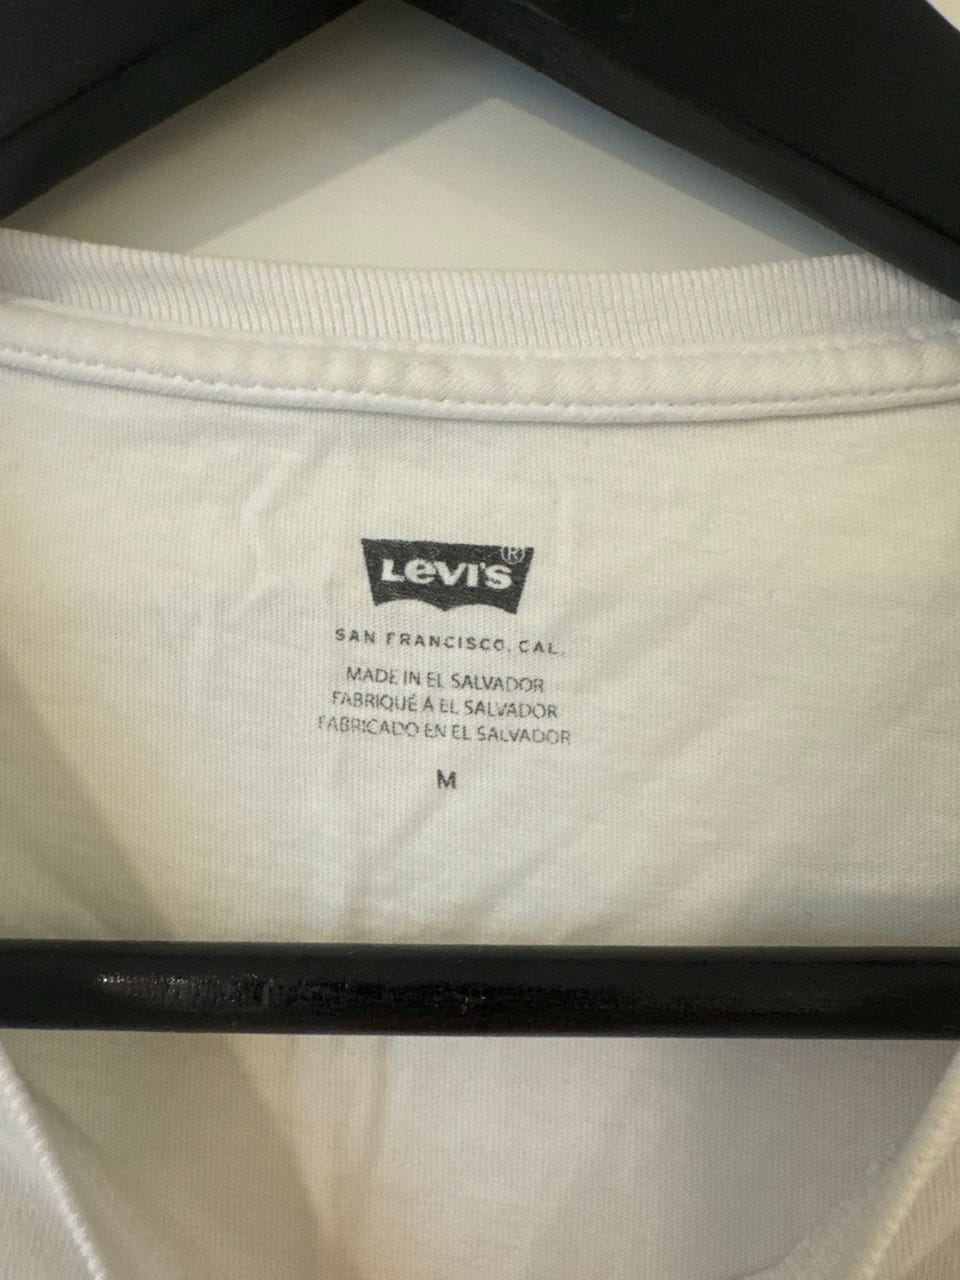 Levi's®
SAN FRANCISCO, CAL.
MADE IN EL SALVADOR
FABRIQUÉ À EL SALVADOR
FABRICADO EN EL SALVADOR
M